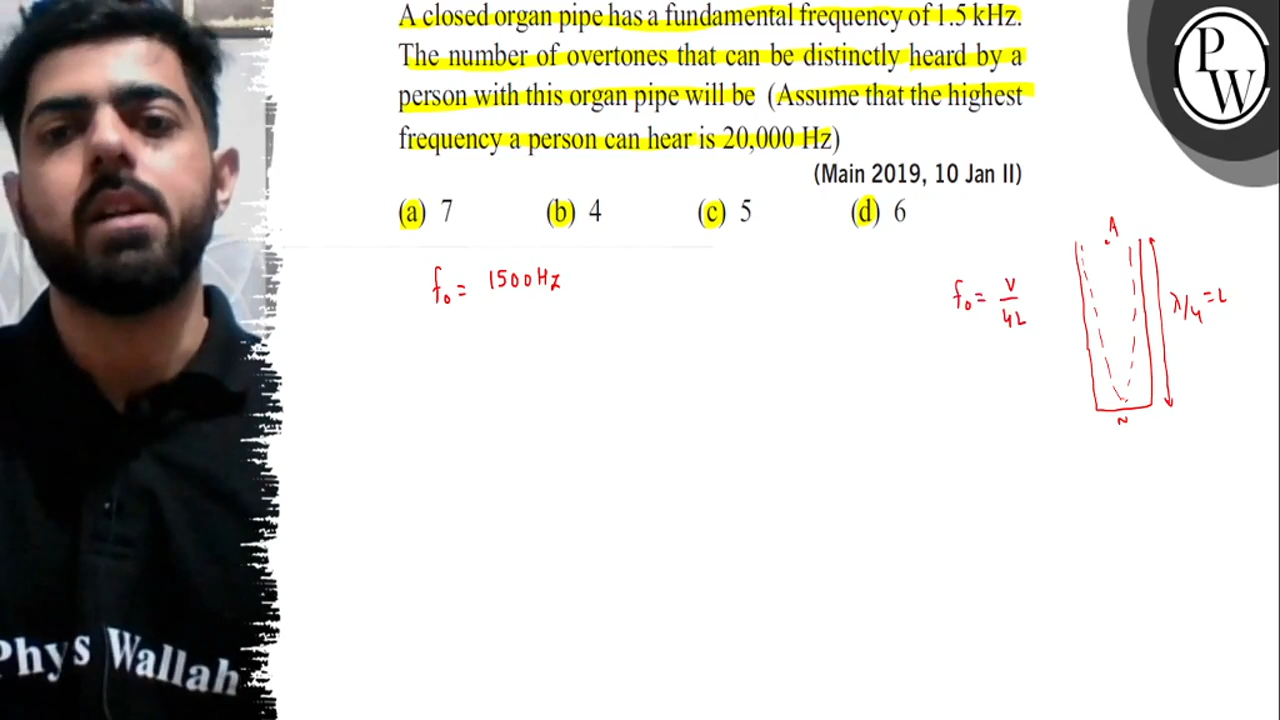 A closed organ pipe has a fundamental frequency of 1.5 kHz.
The number of overtones that can be distinctly heard by a
person with this organ pipe will be (Assume that the highest
frequency a person can hear is 20,000 Hz)
(Main 2019, 10 Jan II)
(a) 7 (b) 4 (c) 5 (d) 6
f₀ = 1500 Hz
f₀ = V/4L
A
λ/4 = L
N
P
W
Phys Wallah